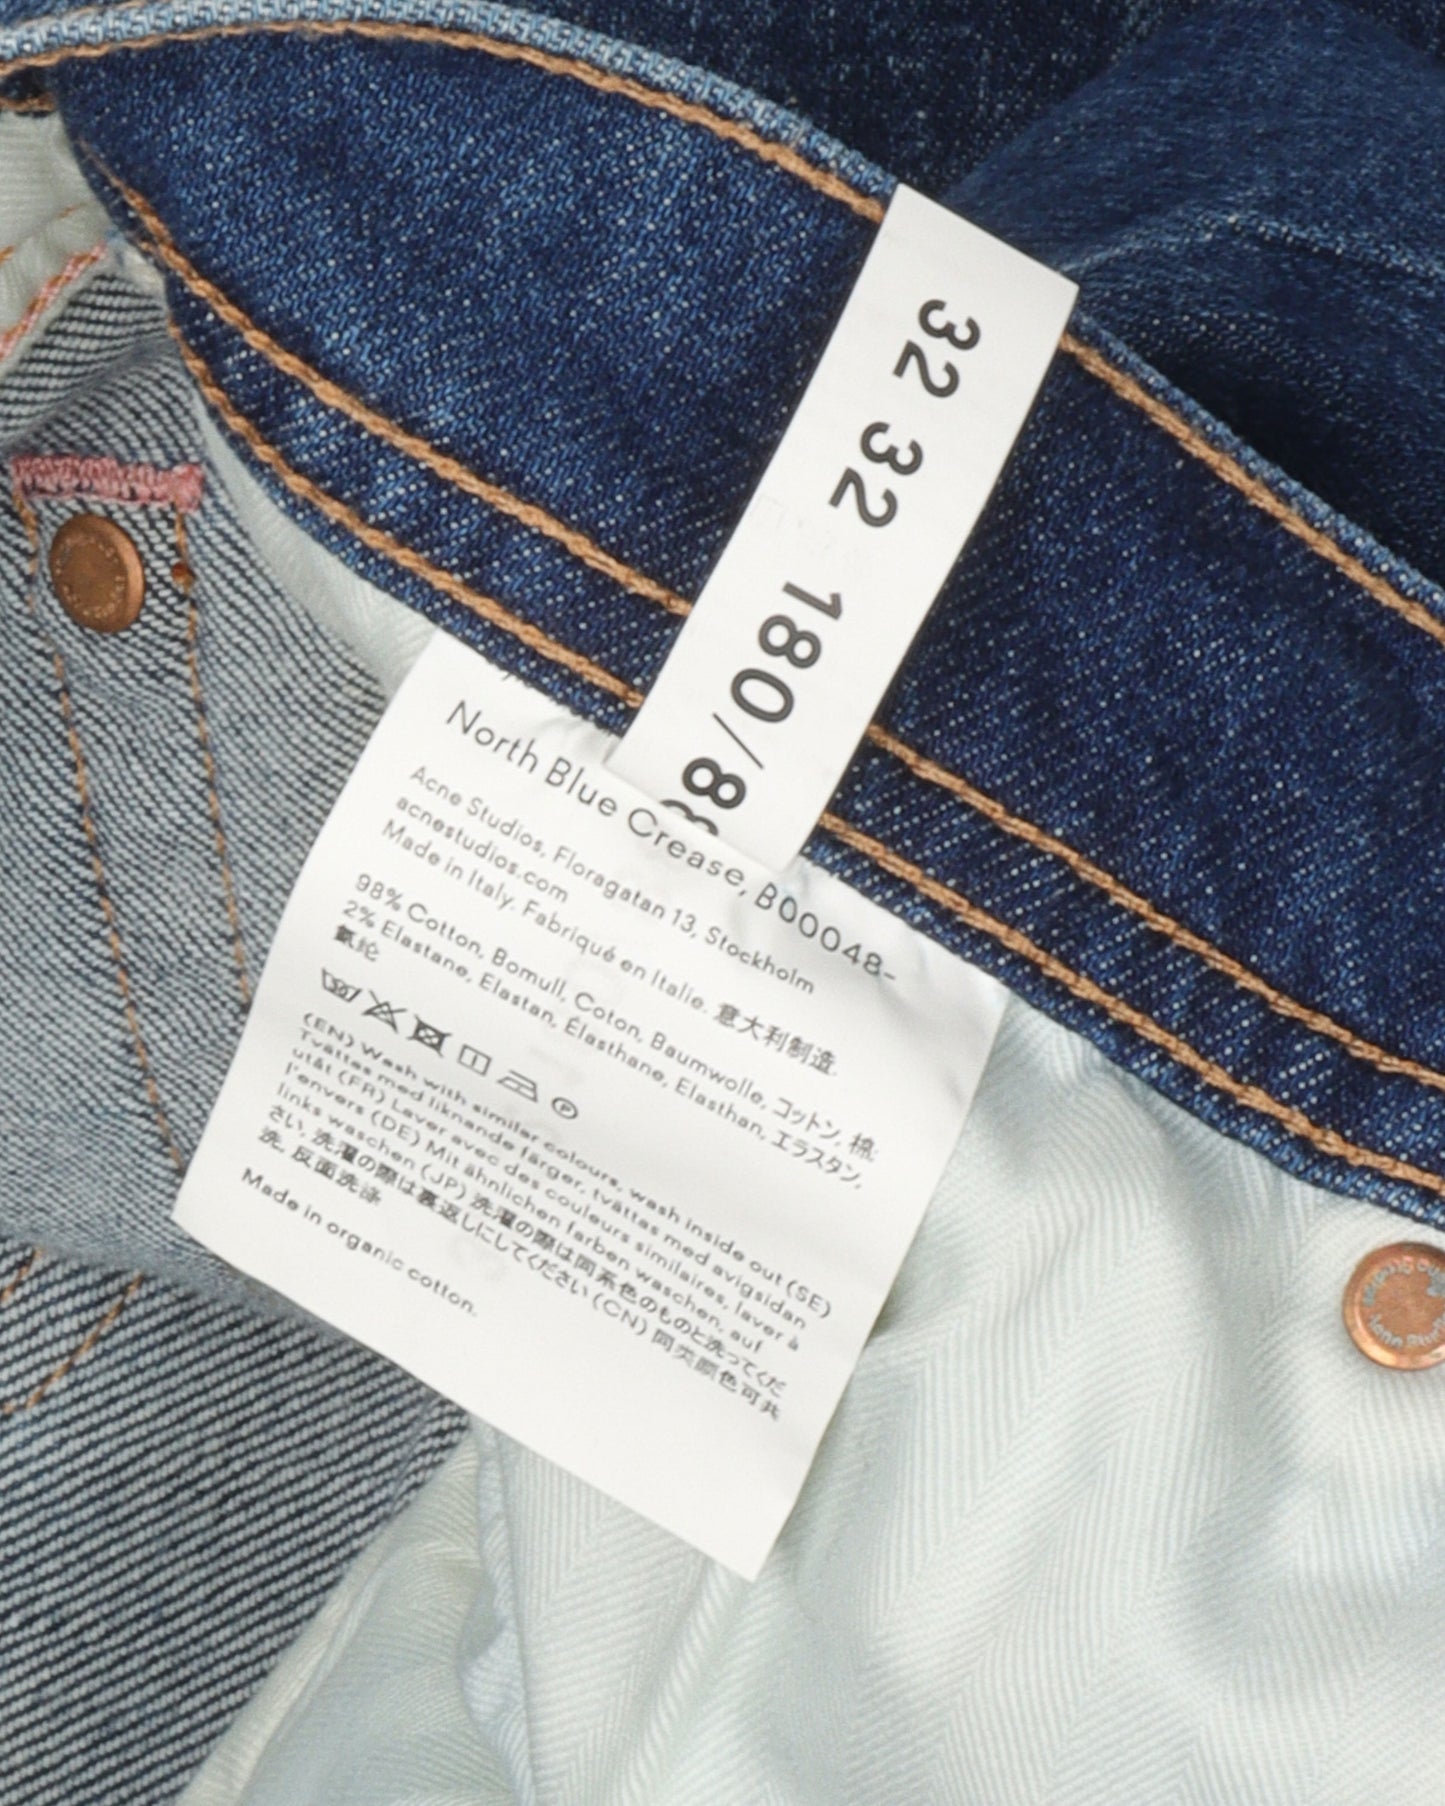 32 32 180/88
North Blue Crease, B00048-
Acne Studios, Floragatan 13, Stockholm
acnestudios.com
Made in Italy. Fabriqué en Italie. 意大利制造.
98% Cotton, Bomull, Coton, Baumwolle, コットン, 棉;
2% Elastane, Elastan, Élasthane, Elasthan, エラスタン,
氨纶
(EN) Wash with similar colours, wash inside out (SE)
Tvättas med liknande färger, tvättas med avigsidan
utåt (FR) Laver avec des couleurs similaires, laver à
l'envers (DE) Mit ähnlichen farben waschen, auf
links waschen (JP) 洗濯の際は同系色のものと洗ってくだ
さい, 洗濯の際は裏返しにしてください (CN) 同类颜色可共
洗, 反面洗涤
Made in organic cotton.
Acne Studios